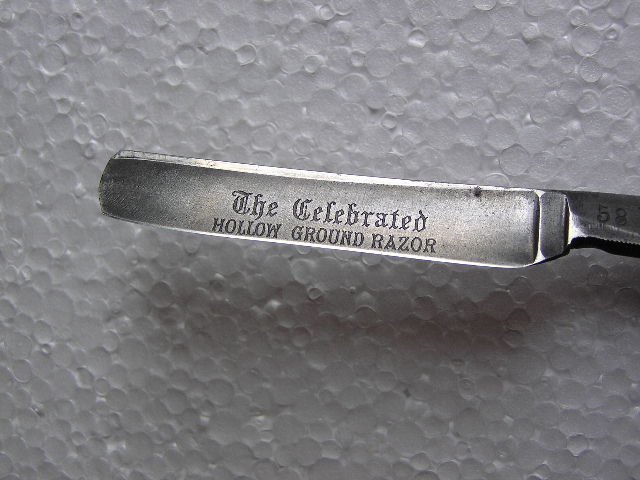 The Celebrated
HOLLOW GROUND RAZOR
58